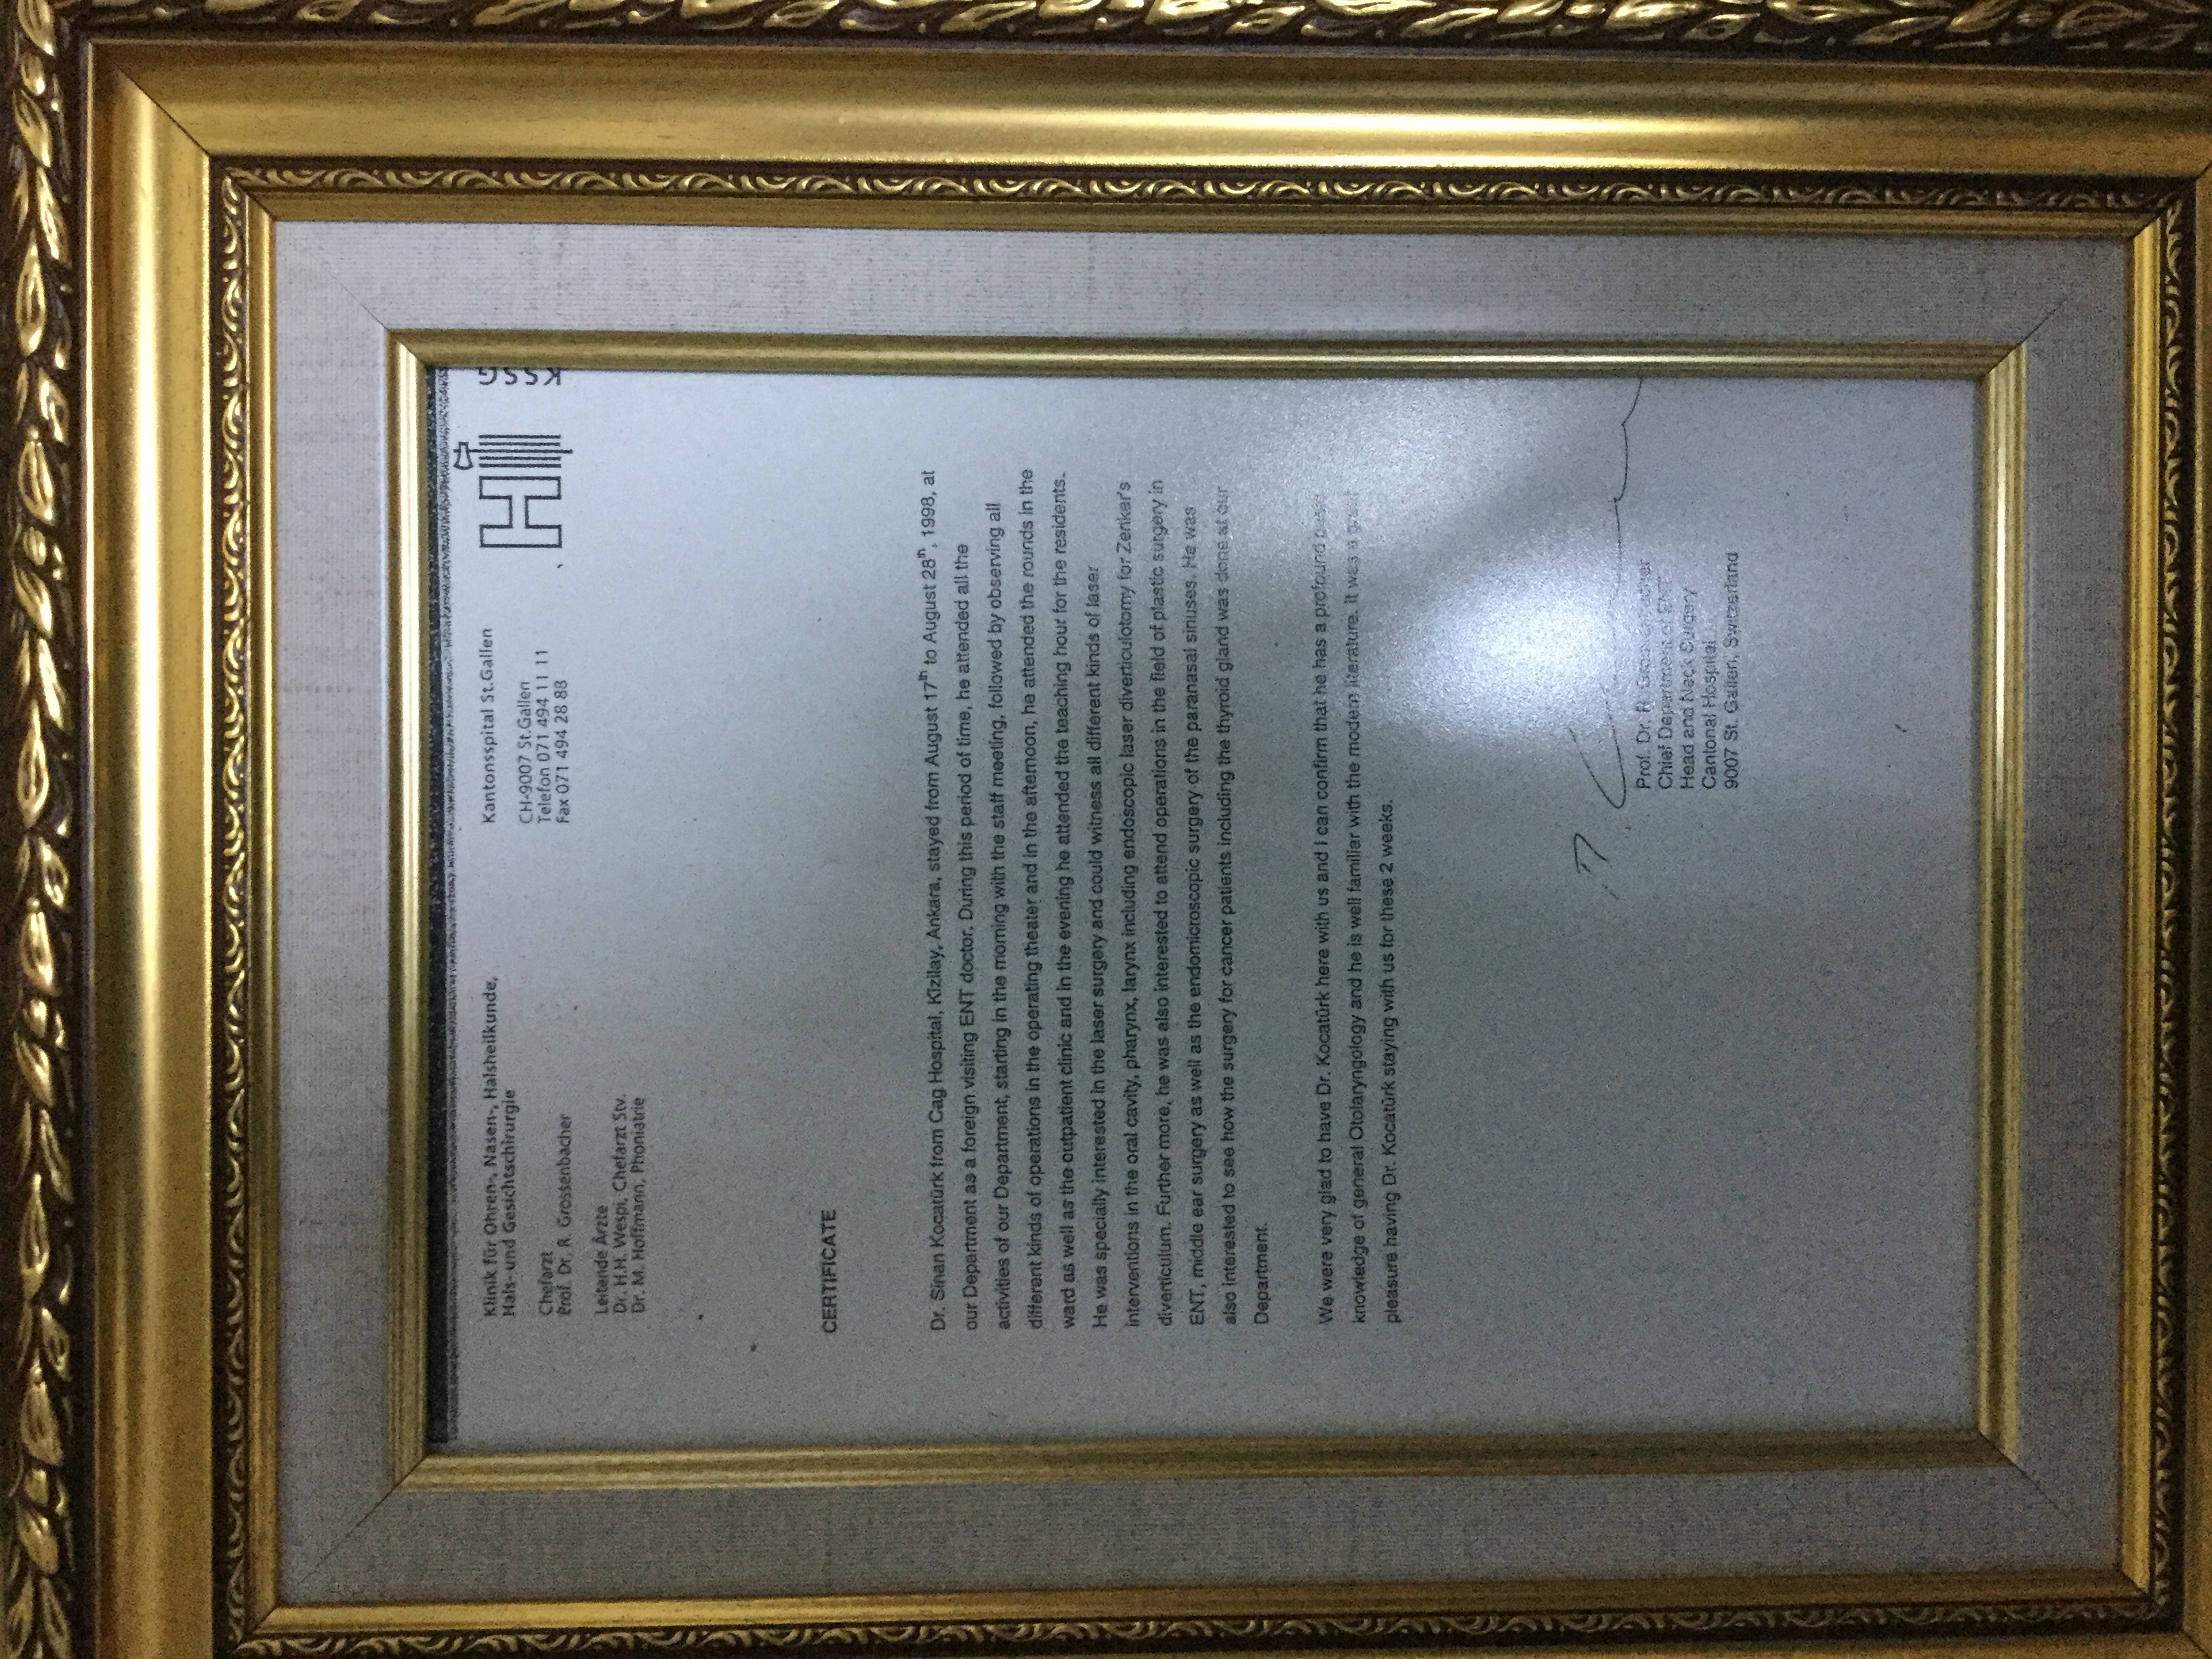 Klinik für Ohren-, Nasen-, Halsheilkunde,
Hals- und Gesichtschirurgie
Chefarzt
Prof. Dr. R. Grossenbacher
Leitende Ärzte
Dr. H.H. Wespi, Chefarzt Stv.
Dr. M. Hoffmann, Phoniatrie
Kantonsspital St.Gallen
CH-9007 St.Gallen
Telefon 071 494 11 11
Fax 071 494 28 88
H
KSSG
CERTIFICATE
Dr. Sinan Kocatürk from Cag Hospital, Kizilay, Ankara, stayed from August 17th to August 28th, 1998, at
our Department as a foreign visiting ENT doctor. During this period of time, he attended all the
activities of our Department, starting in the morning with the staff meeting, followed by observing all
different kinds of operations in the operating theater and in the afternoon, he attended the rounds in the
ward as well as the outpatient clinic and in the evening he attended the teaching hour for the residents.
He was specially interested in the laser surgery and could witness all different kinds of laser
interventions in the oral cavity, pharynx, larynx including endoscopic laser diverticulotomy for Zenker's
diverticulum. Further more, he was also interested to attend operations in the field of plastic surgery in
ENT, middle ear surgery as well as the endomicroscopic surgery of the paranasal sinuses. He was
also interested to see how the surgery for cancer patients including the thyroid gland was done at our
Department.
We were very glad to have Dr. Kocatürk here with us and I can confirm that he has a profound
knowledge of general Otolaryngology and he is well familiar with the modern literature. It was a great
pleasure having Dr. Kocatürk staying with us for these 2 weeks.
Prof. Dr. R. Grossenbacher
Chief Department of ENT
Head and Neck Surgery
Cantonal Hospital
9007 St. Gallen, Switzerland